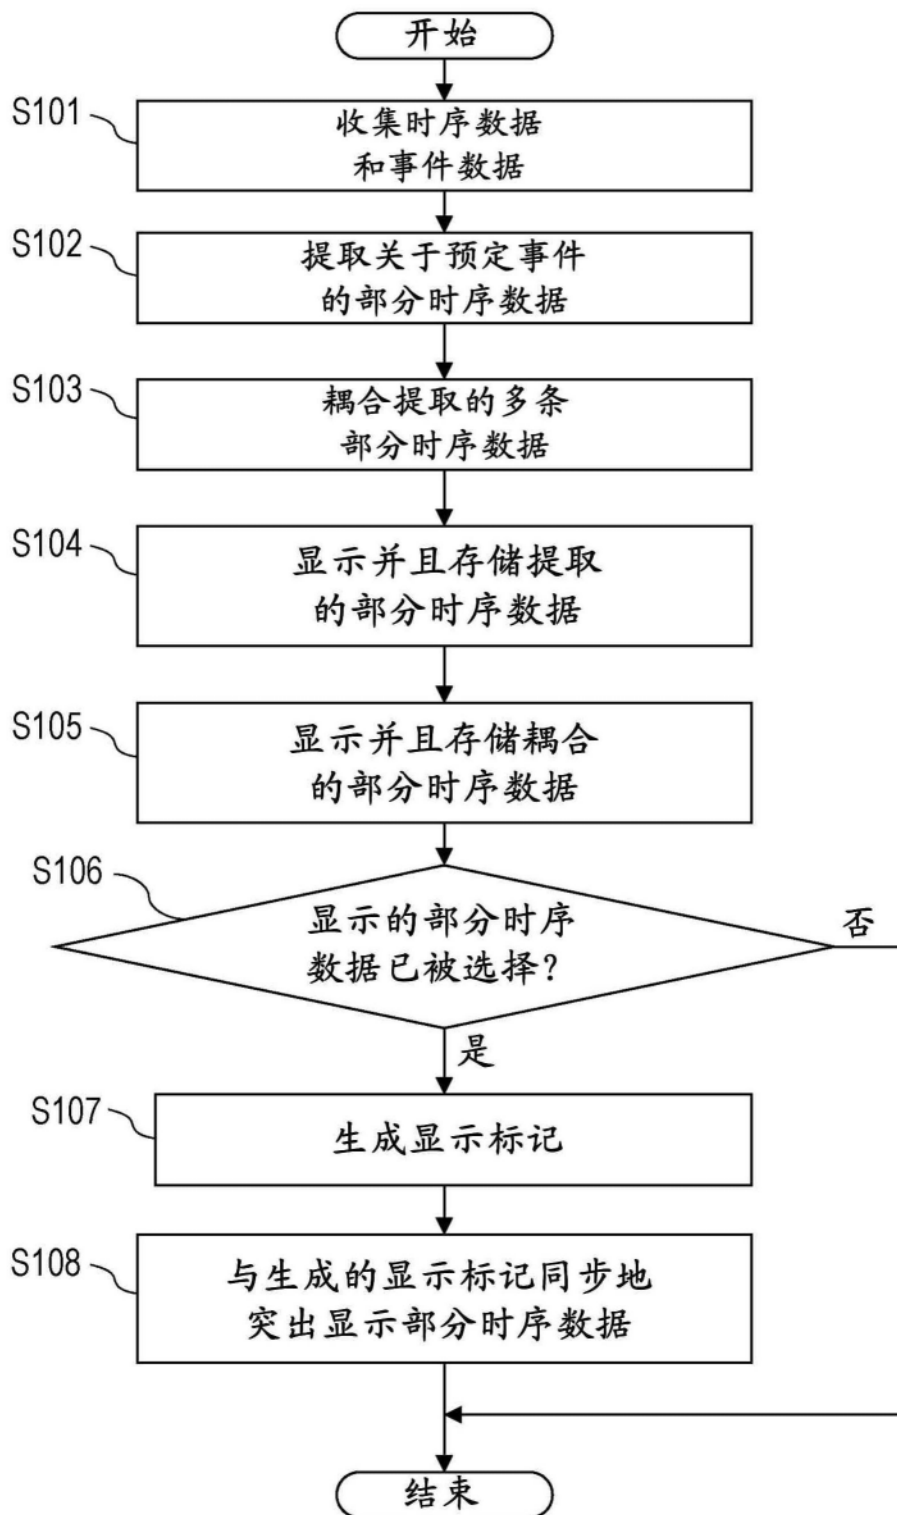 开始
S101
收集时序数据
和事件数据
S102
提取关于预定事件
的部分时序数据
S103
耦合提取的多条
部分时序数据
S104
显示并且存储提取
的部分时序数据
S105
显示并且存储耦合
的部分时序数据
S106
显示的部分时序
数据已被选择?
否
是
S107
生成显示标记
S108
与生成的显示标记同步地
突出显示部分时序数据
结束